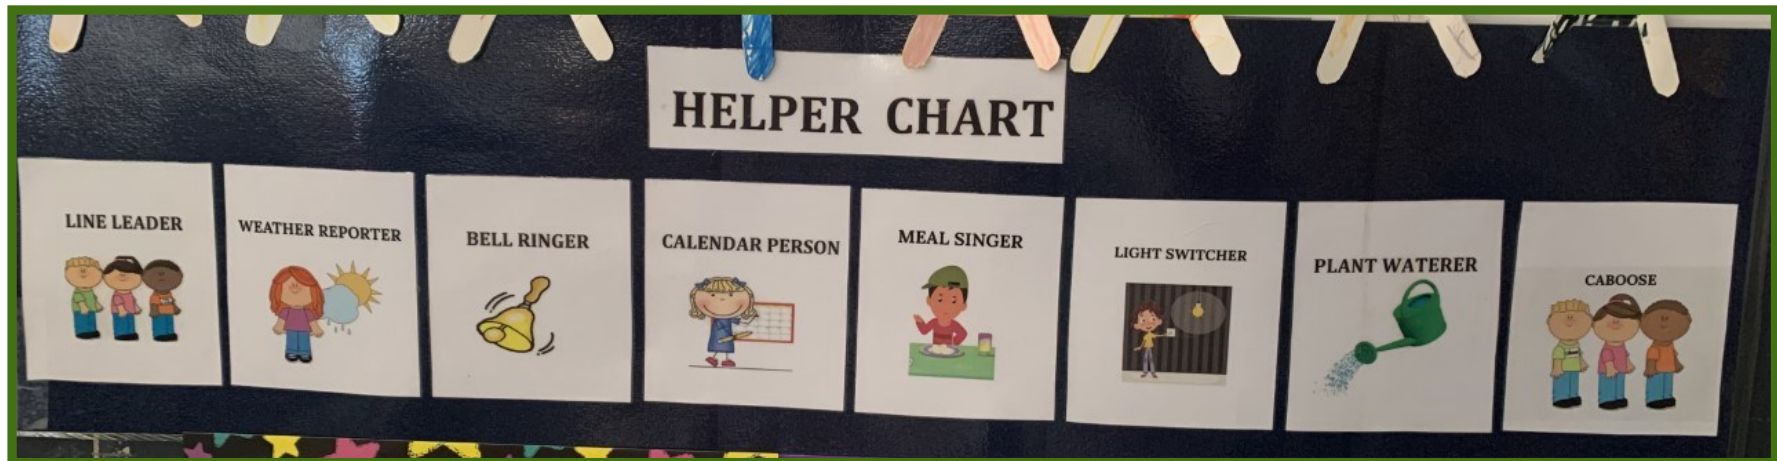 HELPER CHART
LINE LEADER
WEATHER REPORTER
BELL RINGER
CALENDAR PERSON
MEAL SINGER
LIGHT SWITCHER
PLANT WATERER
CABOOSE